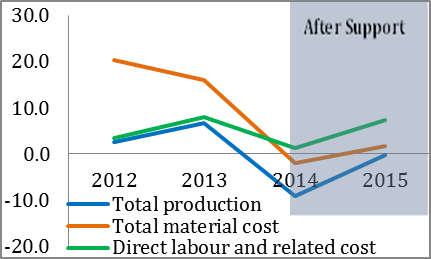 30.0
After Support
20.0
10.0
0.0
2012 2013 2014 2015
-10.0
Total production
Total material cost
-20.0
Direct labour and related cost